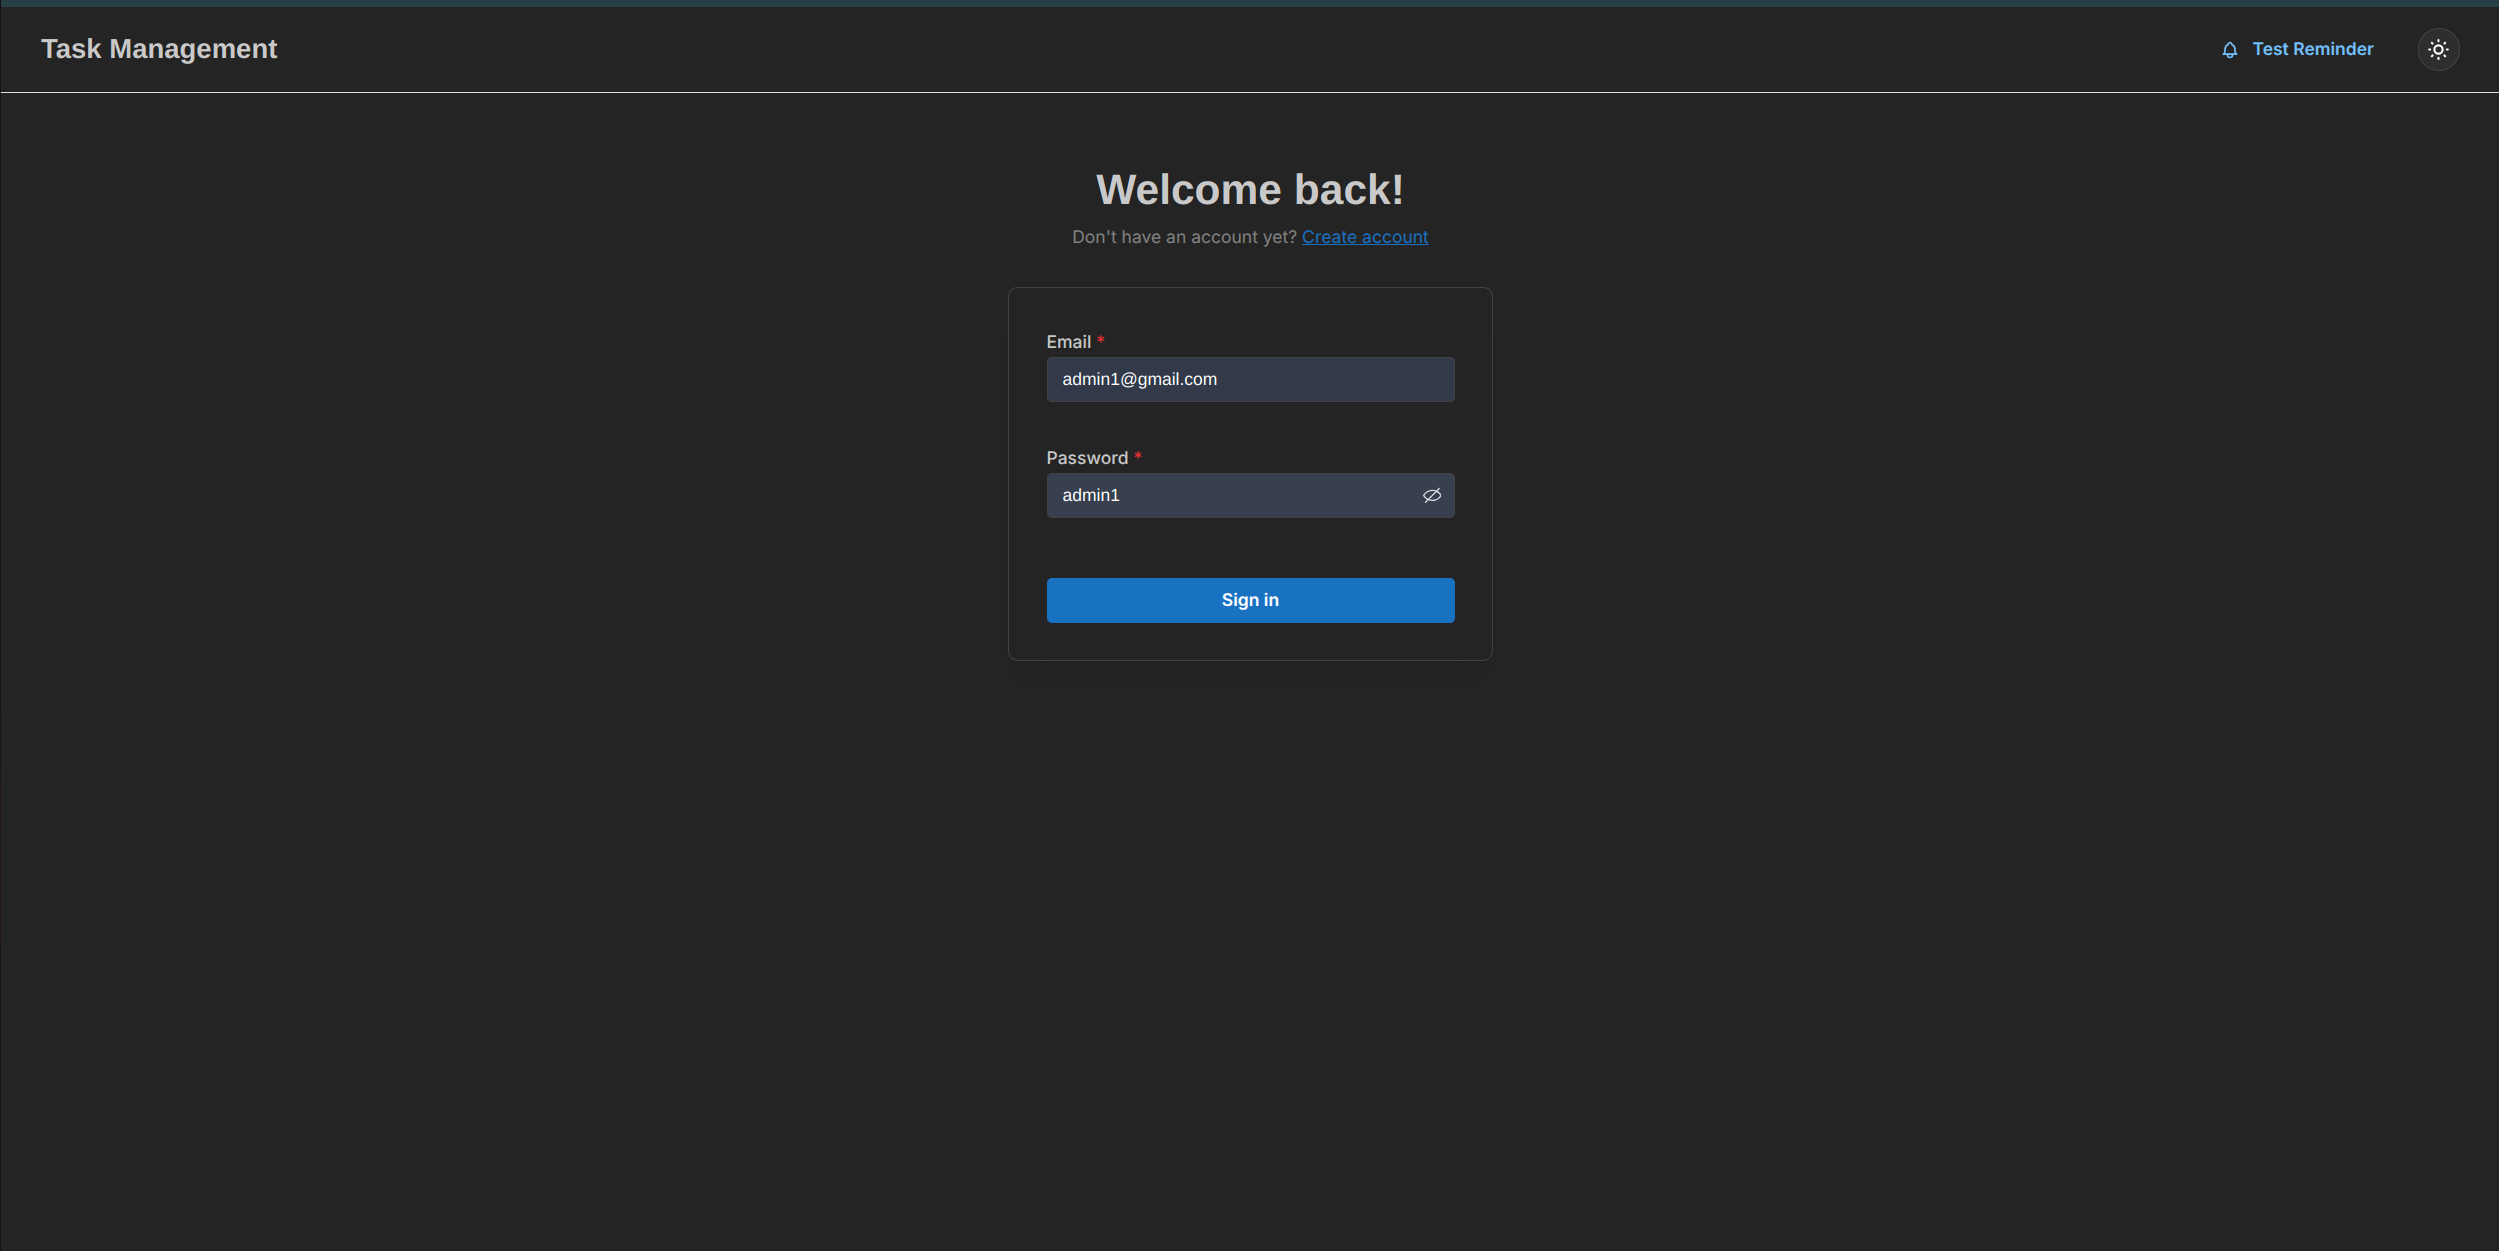 Task Management
Test Reminder
Welcome back!
Don't have an account yet? Create account
Email *
admin1@gmail.com
Password *
admin1
Sign in